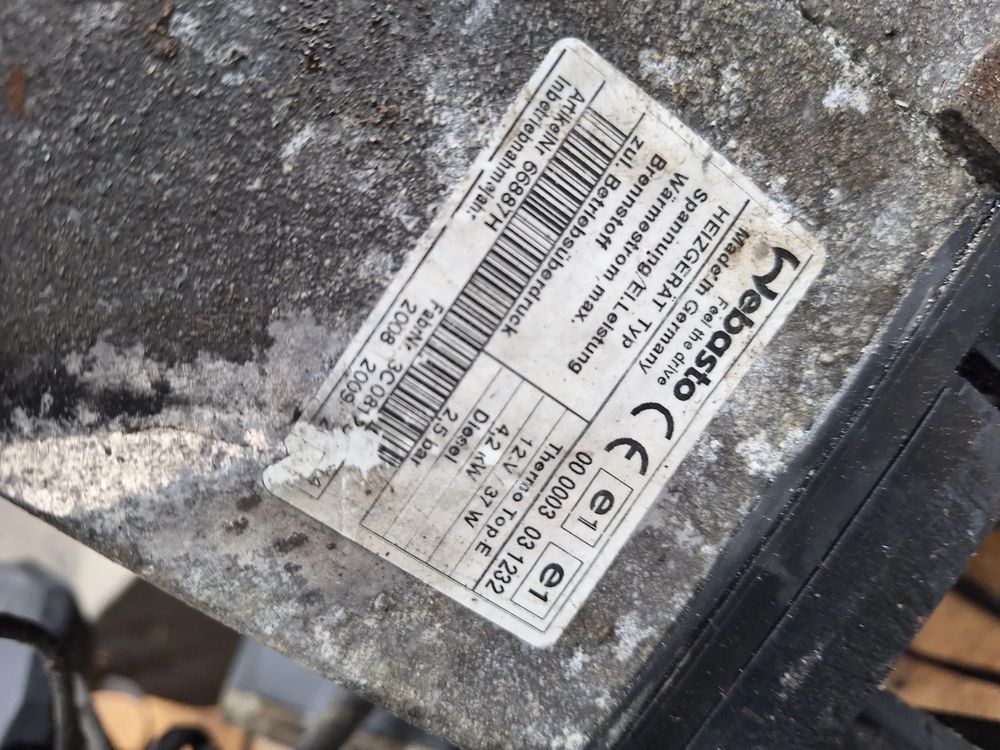 Webasto
Feel the drive
Made in Germany
CE
e1 e1
00 0003 03 1232
HEIZGERÄT Typ Thermo Top E
Spannung/El.Leistung 12 V / 37 W
Wärmestrom max. 4,2 kW
Brennstoff Diesel
zul. Betriebsüberdruck 2,5 bar
ArtikelNr 66887H FabNr 3C081
Inbetriebnahmejahr: 2008 2009